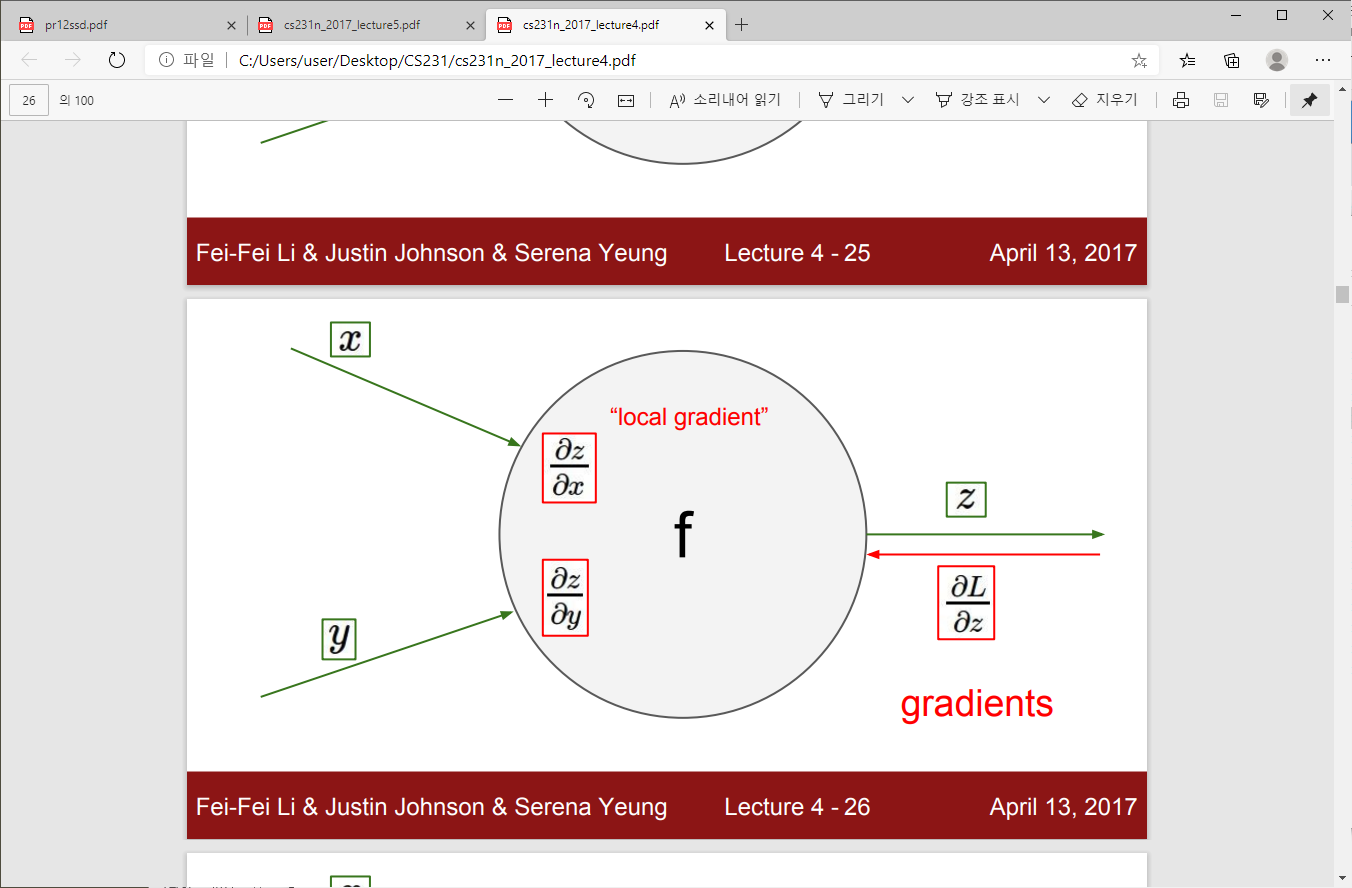 pr12ssd.pdf
cs231n_2017_lecture5.pdf
cs231n_2017_lecture4.pdf
파일 C:/Users/user/Desktop/CS231/cs231n_2017_lecture4.pdf
26 의 100
소리내어 읽기 그리기 강조 표시 지우기
Fei-Fei Li & Justin Johnson & Serena Yeung Lecture 4 - 25 April 13, 2017
x
“local gradient”
∂z/∂x
z
f
∂z/∂y
∂L/∂z
y
gradients
Fei-Fei Li & Justin Johnson & Serena Yeung Lecture 4 - 26 April 13, 2017